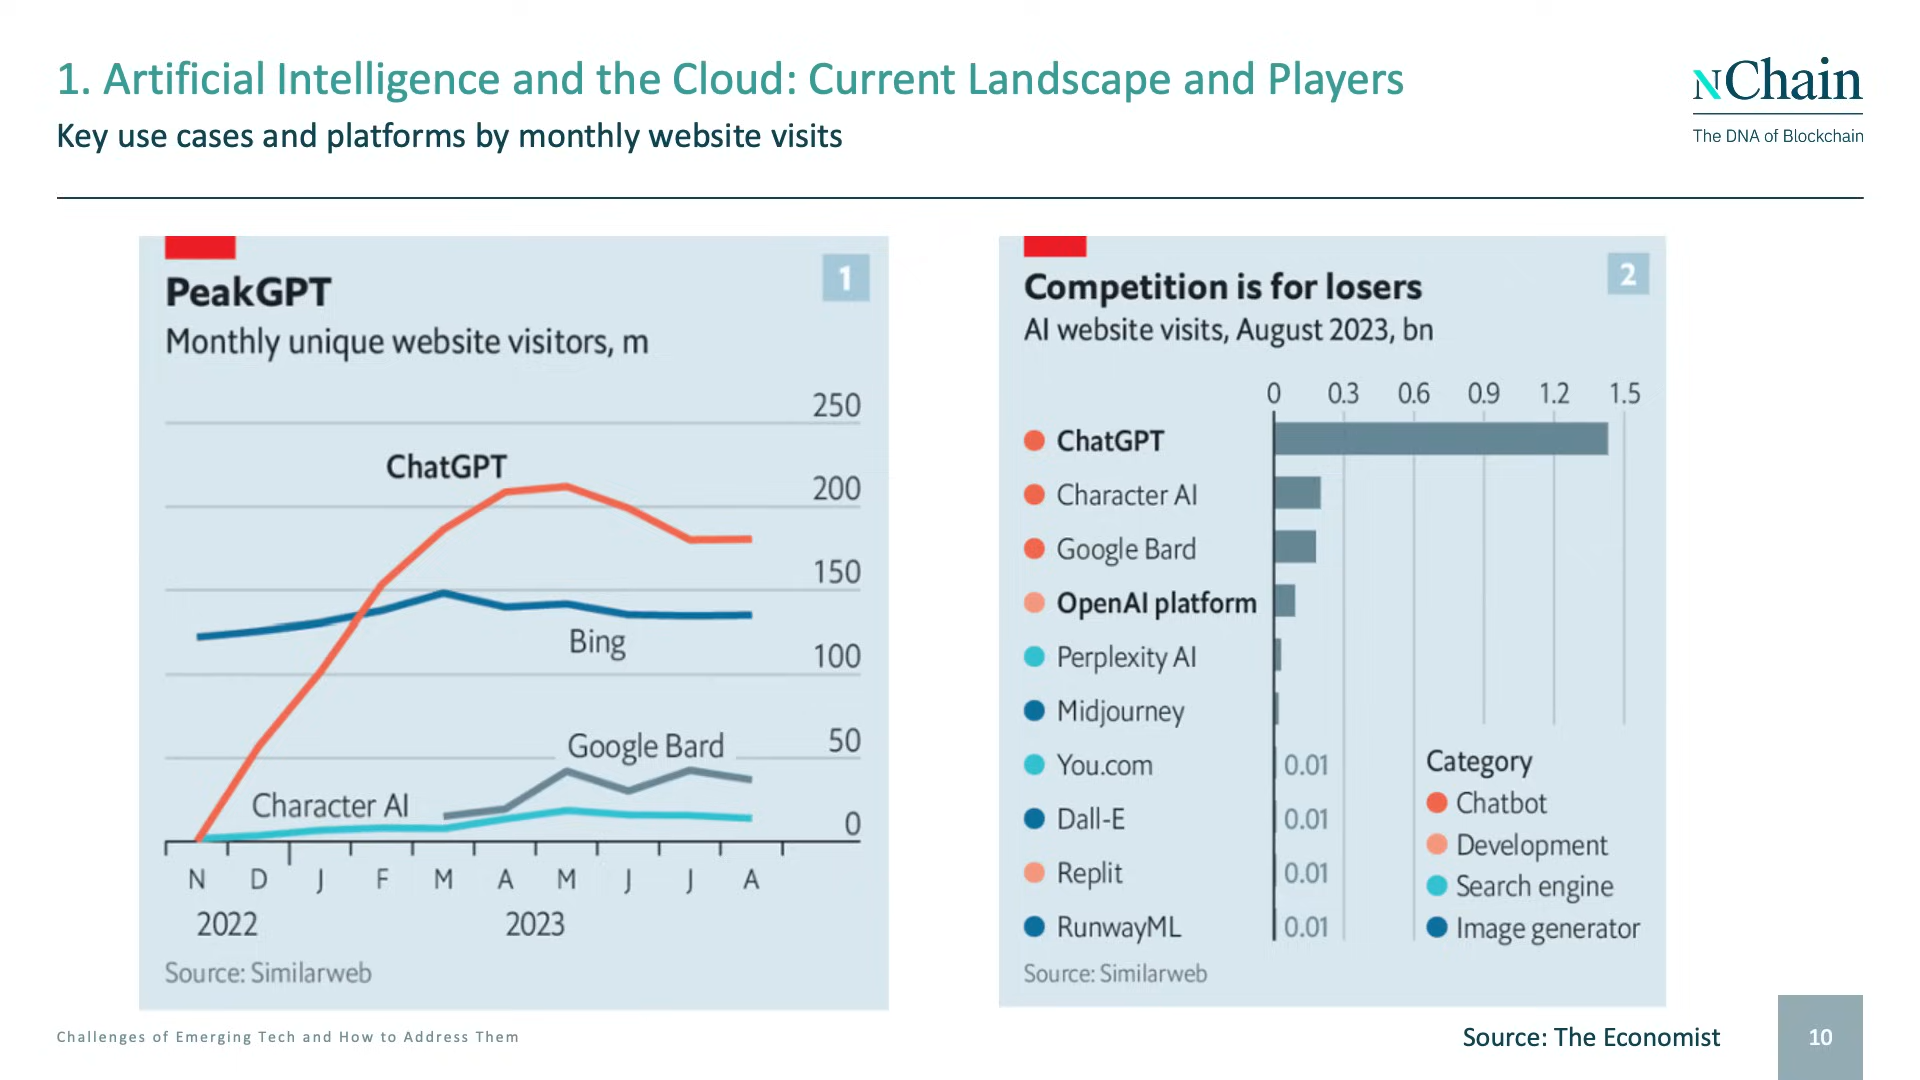 1. Artificial Intelligence and the Cloud: Current Landscape and Players
Key use cases and platforms by monthly website visits
nChain
The DNA of Blockchain
PeakGPT
1
Monthly unique website visitors, m
250
ChatGPT
200
150
Bing
100
Google Bard
50
Character AI
0
N D J F M A M J J A
2022 2023
Source: Similarweb
Competition is for losers
2
AI website visits, August 2023, bn
0 0.3 0.6 0.9 1.2 1.5
ChatGPT
Character AI
Google Bard
OpenAI platform
Perplexity AI
Midjourney
You.com 0.01
Dall-E 0.01
Replit 0.01
RunwayML 0.01
Category
Chatbot
Development
Search engine
Image generator
Source: Similarweb
Challenges of Emerging Tech and How to Address Them
Source: The Economist
10